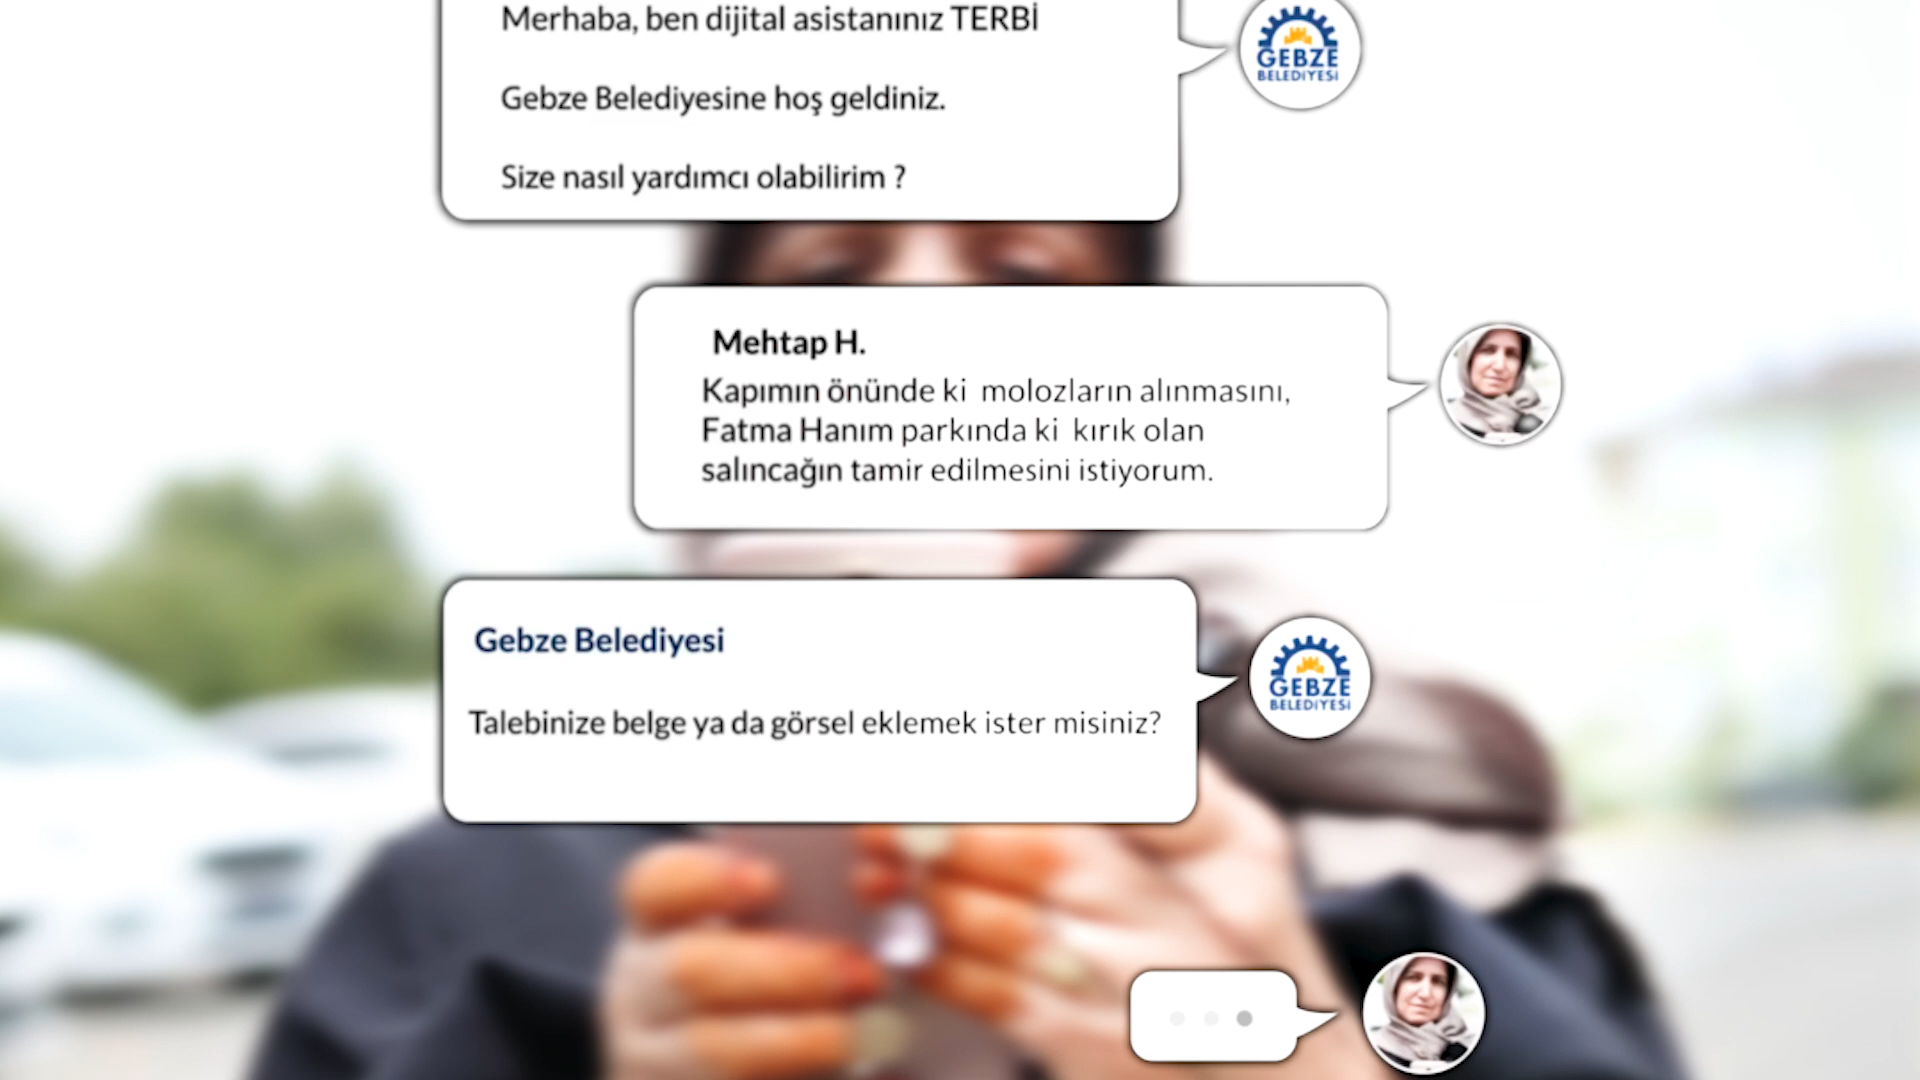 Merhaba, ben dijital asistanınız TERBİ
GEBZE
BELEDİYESİ
Gebze Belediyesine hoş geldiniz.
Size nasıl yardımcı olabilirim ?
Mehtap H.
Kapımın önünde ki molozların alınmasını,
Fatma Hanım parkında ki kırık olan
salıncağın tamir edilmesini istiyorum.
Gebze Belediyesi
GEBZE
BELEDİYESİ
Talebinize belge ya da görsel eklemek ister misiniz?